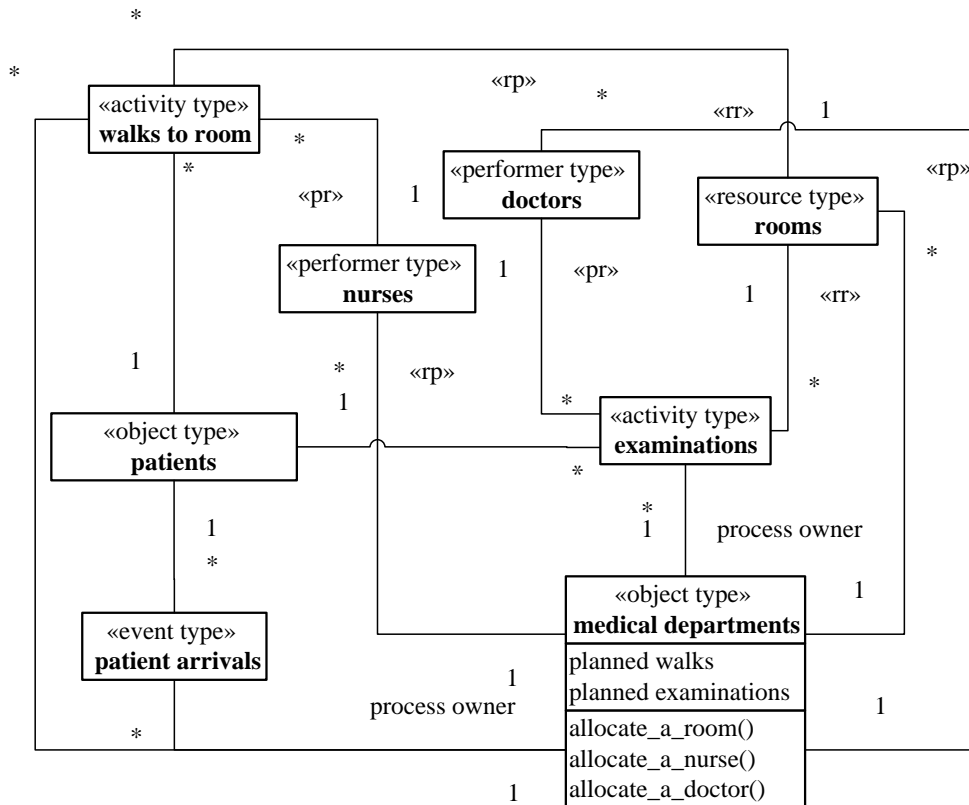 *
*
«rp»
*
«activity type»
walks to room
«rr»
1
*
*
«performer type»
doctors
«rp»
«pr»
1
«resource type»
rooms
*
«performer type»
nurses
1
«pr»
1
«rr»
1
*
«rp»
1
*
*
«object type»
patients
«activity type»
examinations
*
*
1
1
process owner
*
«object type»
medical departments
1
«event type»
patient arrivals
planned walks
planned examinations
1
process owner
1
*
allocate_a_room()
allocate_a_nurse()
allocate_a_doctor()
1